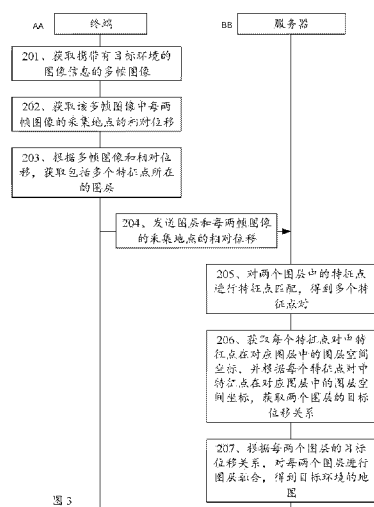 AA
终端
BB
服务器
201、获取携带有目标环境的
图像信息的多帧图像
202、获取该多帧图像中每两
帧图像的采集地点的相对位移
203、根据多帧图像和相对位
移，获取包括多个特征点所在
的图层
204、发送图层和每两帧图像
的采集地点的相对位移
205、对两个图层中的特征点
进行特征点匹配，得到多个特
征点对
206、获取每个特征点对中特
征点在对应图层中的图层空间
坐标，并根据每个特征点对中
特征点在对应图层中的图层空
间坐标，获取两个图层的目标
位移关系
207、根据每两个图层的目标
位移关系，对每两个图层进行
图层融合，得到目标环境的地
图
图 3